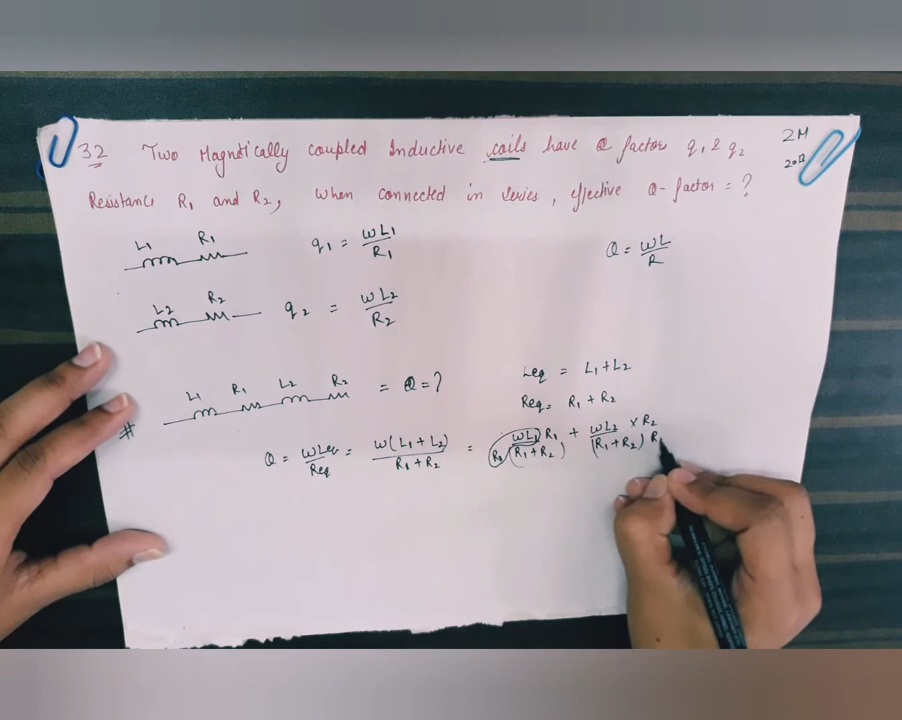 32 Two Magnetically coupled Inductive coils have Q factors q1 & q2 2M 2013
Resistance R1 and R2, when connected in series, effective Q-factor = ?
L1 R1 q1 = ωL1/R1 Q = ωL/R
L2 R2 q2 = ωL2/R2
Leq = L1+L2
L1 R1 L2 R2 = Q = ?
Req = R1 + R2
# Q = ωLeq/Req = ω(L1 + L2)/R1 + R2 = ωL1 R1/R1 (R1+R2) + ωL2 × R2/(R1+R2) R